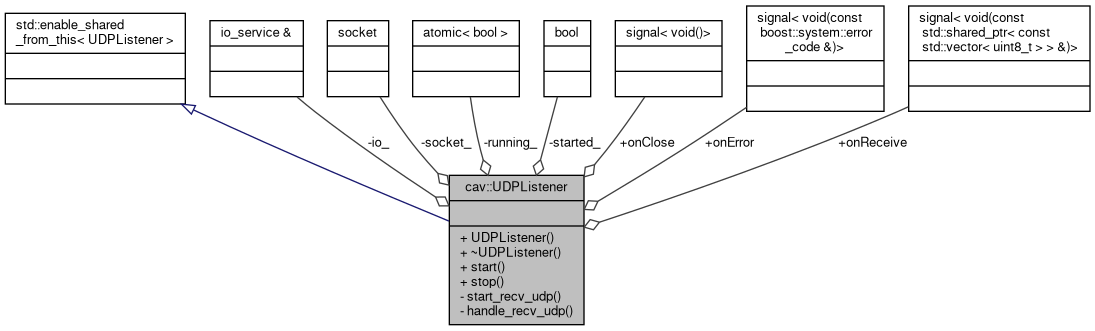 std::enable_shared
_from_this< UDPListener >
io_service &
socket
atomic< bool >
bool
signal< void()>
signal< void(const
boost::system::error
_code &)>
signal< void(const
std::shared_ptr< const
std::vector< uint8_t > > &)>
-io_
-socket_
-running_
-started_
+onClose
+onError
+onReceive
cav::UDPListener
+ UDPListener()
+ ~UDPListener()
+ start()
+ stop()
- start_recv_udp()
- handle_recv_udp()